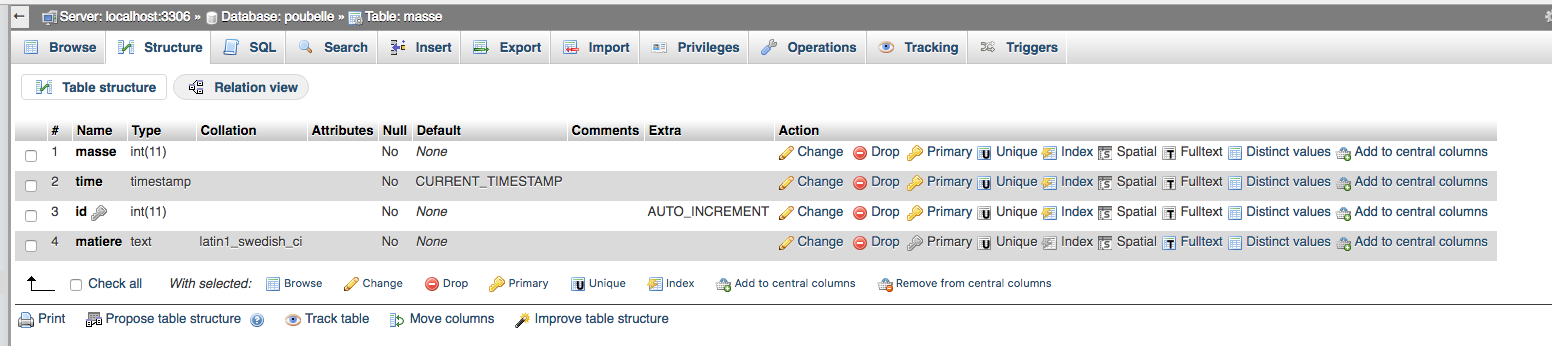 ← Server: localhost:3306 » Database: poubelle » Table: masse
Browse Structure SQL Search Insert Export Import Privileges Operations Tracking Triggers
Table structure Relation view
# Name Type Collation Attributes Null Default Comments Extra Action
1 masse int(11) No None Change Drop Primary Unique Index Spatial Fulltext Distinct values Add to central columns
2 time timestamp No CURRENT_TIMESTAMP Change Drop Primary Unique Index Spatial Fulltext Distinct values Add to central columns
3 id int(11) No None AUTO_INCREMENT Change Drop Primary Unique Index Spatial Fulltext Distinct values Add to central columns
4 matiere text latin1_swedish_ci No None Change Drop Primary Unique Index Spatial Fulltext Distinct values Add to central columns
Check all With selected: Browse Change Drop Primary Unique Index Add to central columns Remove from central columns
Print Propose table structure Track table Move columns Improve table structure